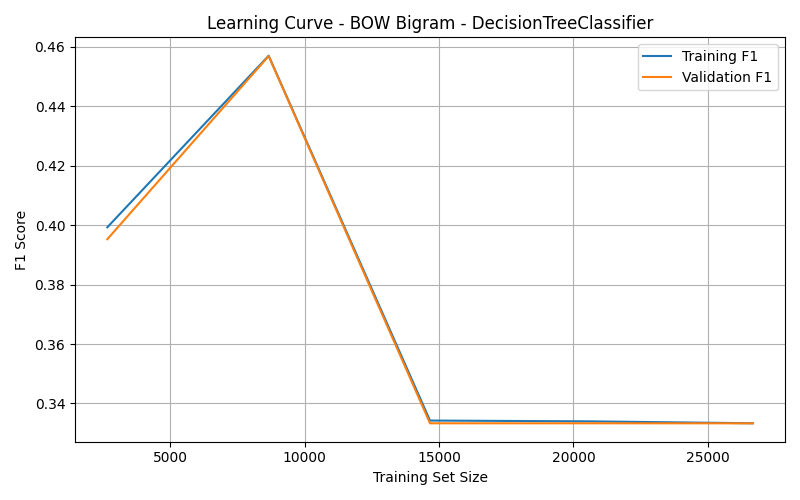 Learning Curve - BOW Bigram - DecisionTreeClassifier
Training F1
Validation F1
F1 Score
0.46
0.44
0.42
0.40
0.38
0.36
0.34
5000
10000
15000
20000
25000
Training Set Size